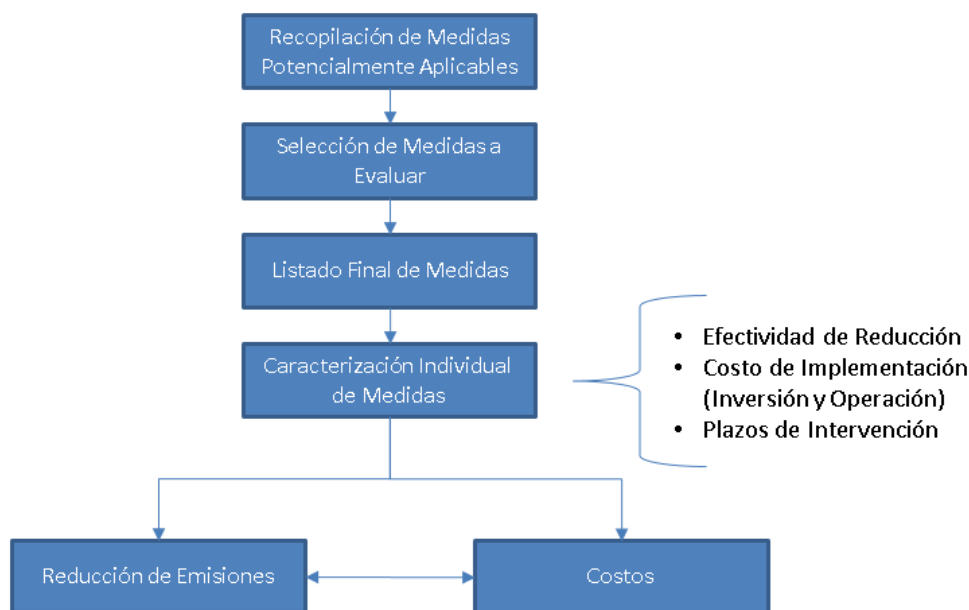 Recopilación de Medidas
Potencialmente Aplicables
Selección de Medidas a
Evaluar
Listado Final de Medidas
Caracterización Individual
de Medidas
• Efectividad de Reducción
• Costo de Implementación
(Inversión y Operación)
• Plazos de Intervención
Reducción de Emisiones
Costos